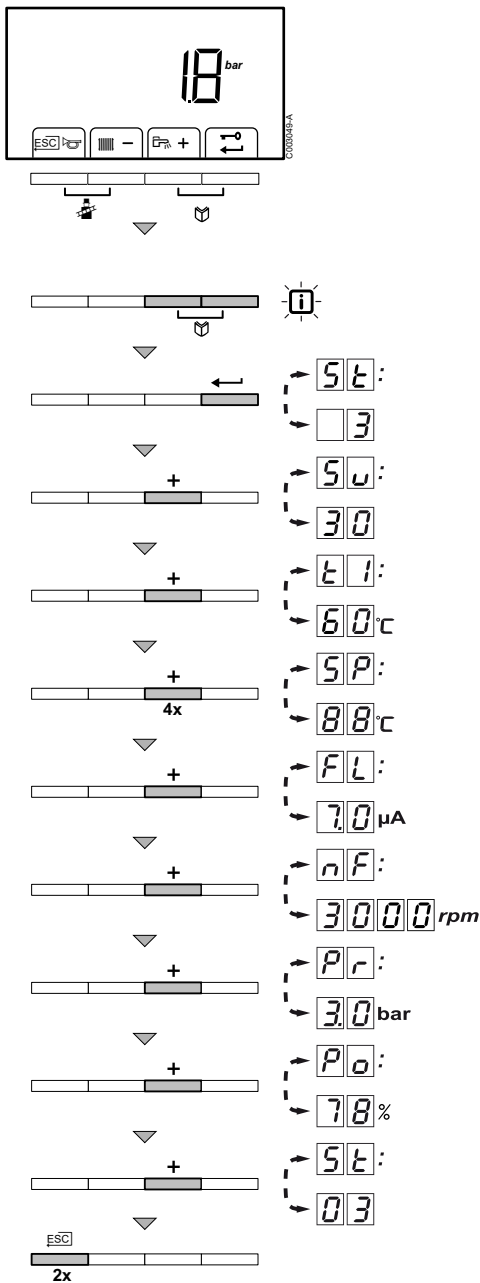 1.8 bar
ESC − + 
C003049-A
i
St:
3
+
Su:
30
+
t1:
60 °C
+
SP:
4x
88 °C
+
FL:
7.0 µA
+
nF:
3000 rpm
+
Pr:
3.0 bar
+
Po:
78 %
+
St:
03
ESC
2x